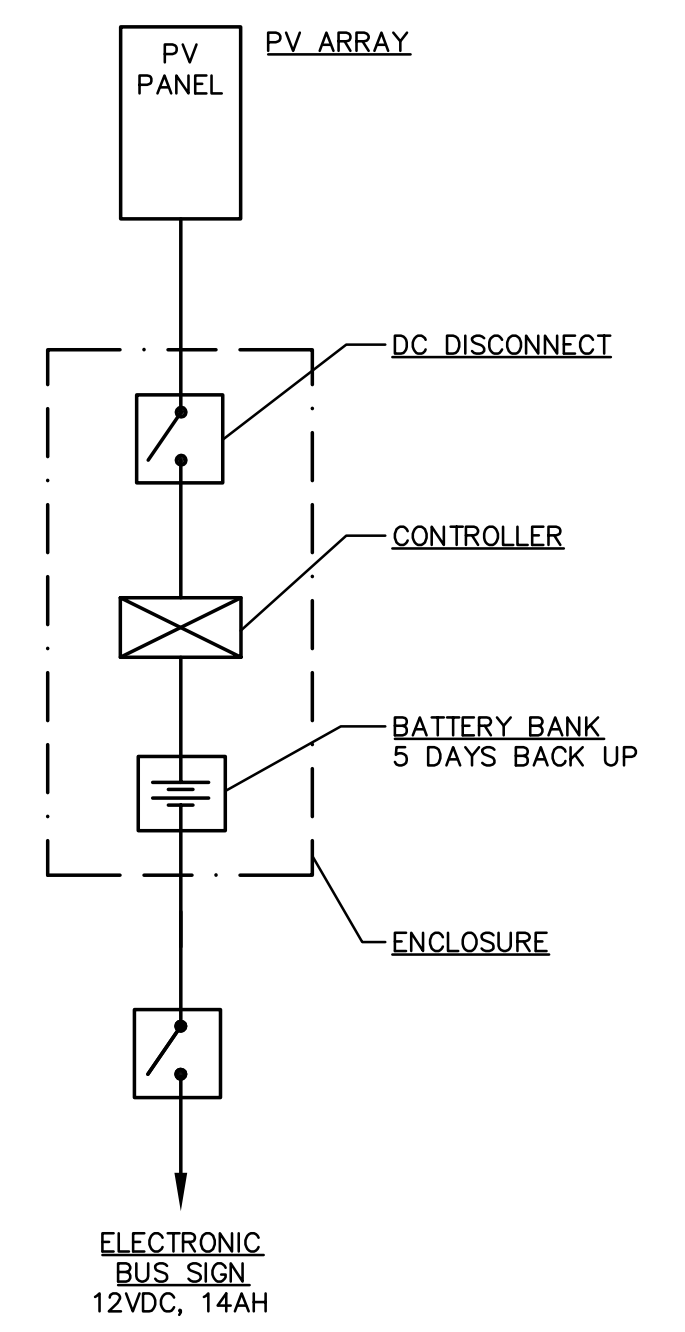 PV
PANEL
PV ARRAY
DC DISCONNECT
CONTROLLER
BATTERY BANK
5 DAYS BACK UP
ENCLOSURE
ELECTRONIC
BUS SIGN
12VDC, 14AH